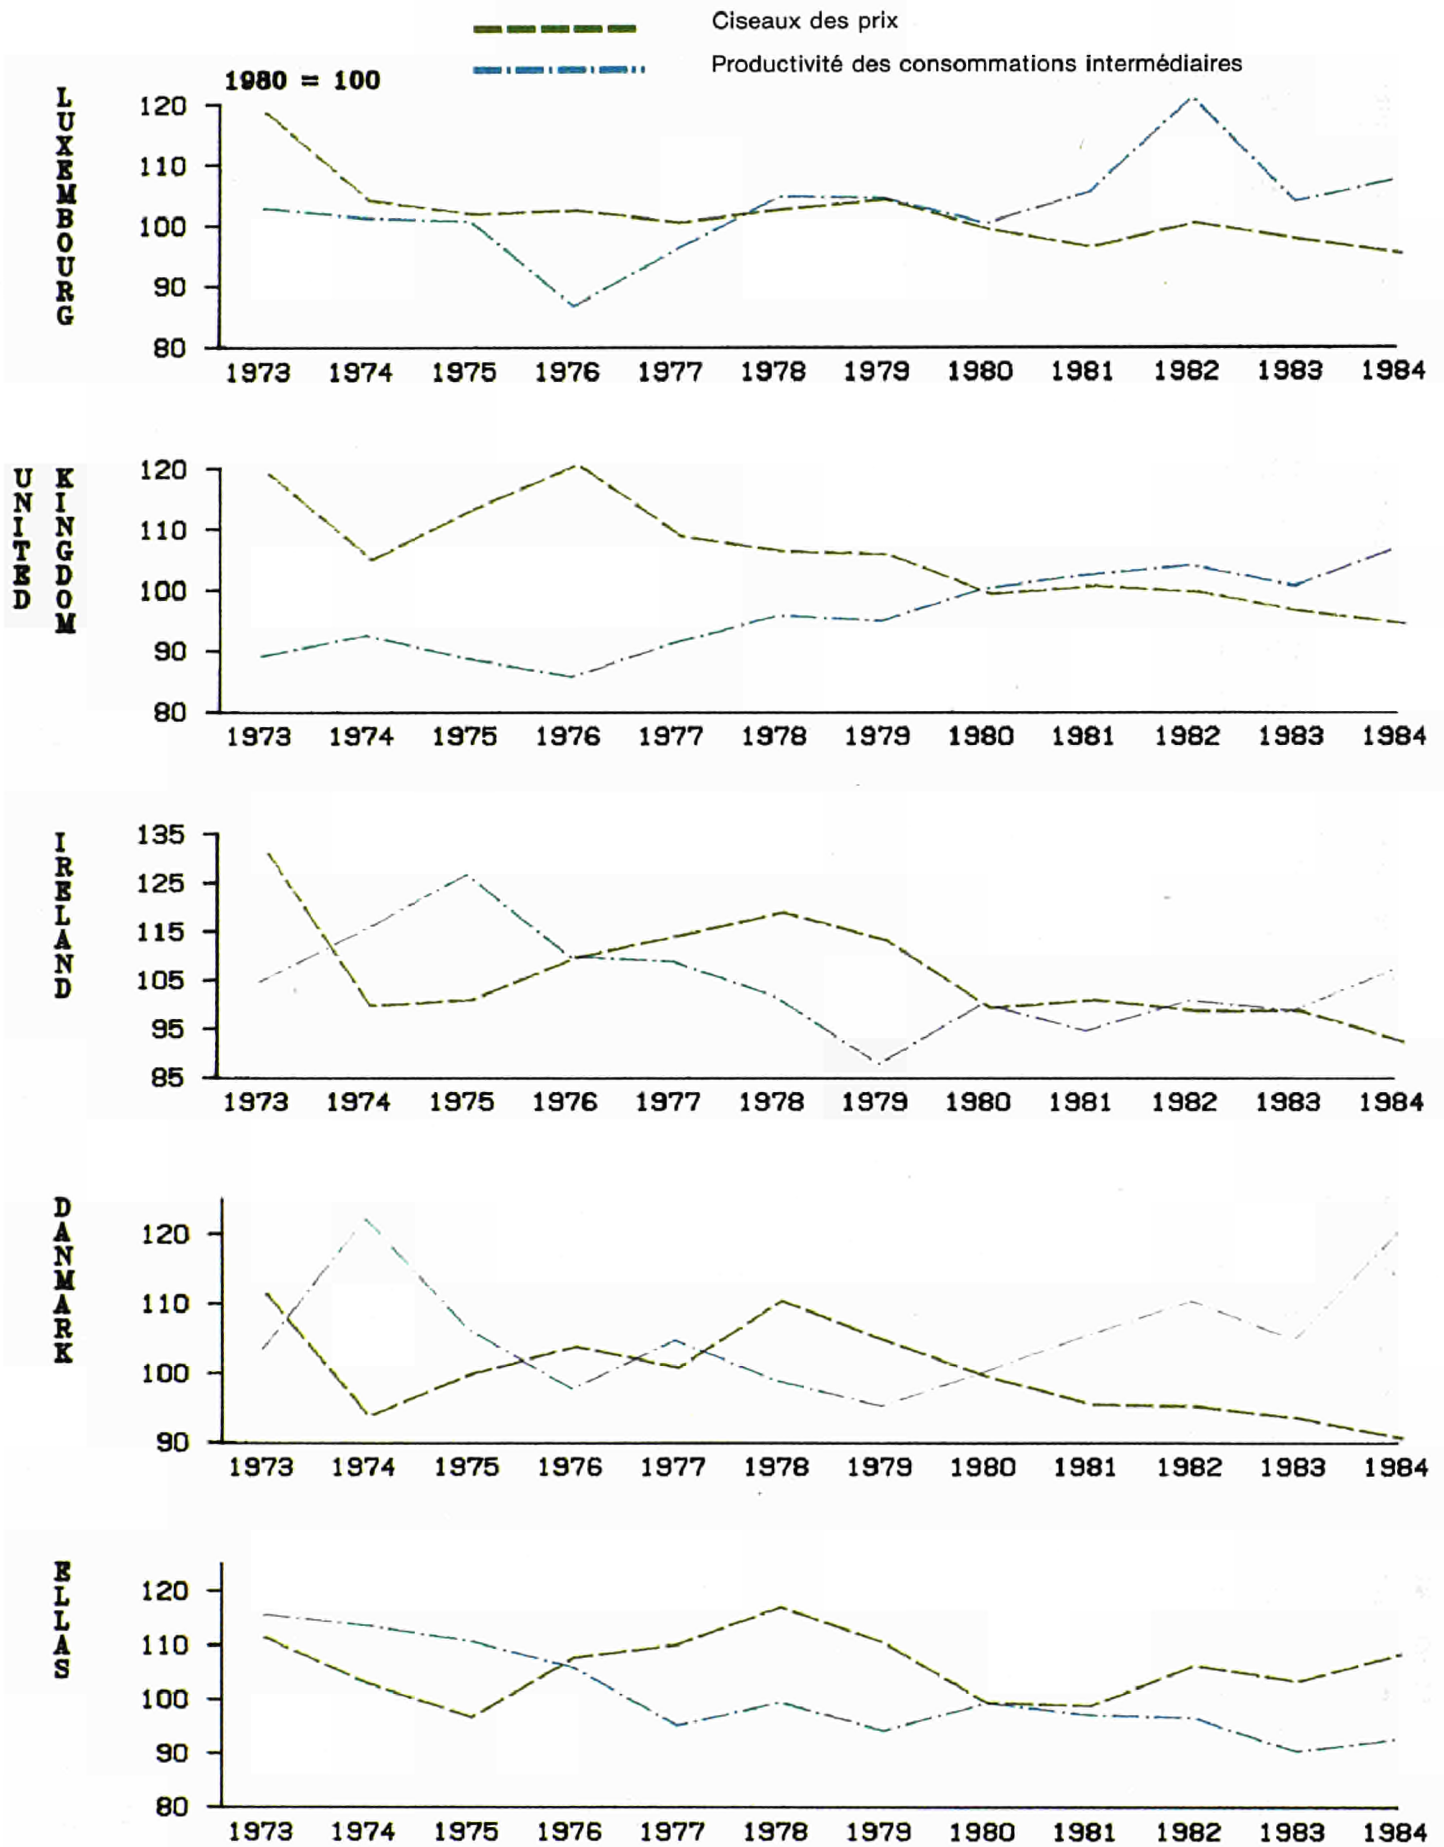 Ciseaux des prix
Productivité des consommations intermédiaires
1980 = 100
LUXEMBOURG
120
110
100
90
80
1973 1974 1975 1976 1977 1978 1979 1980 1981 1982 1983 1984
UNITED KINGDOM
120
110
100
90
80
1973 1974 1975 1976 1977 1978 1979 1980 1981 1982 1983 1984
IRELAND
135
125
115
105
95
85
1973 1974 1975 1976 1977 1978 1979 1980 1981 1982 1983 1984
DANMARK
120
110
100
90
1973 1974 1975 1976 1977 1978 1979 1980 1981 1982 1983 1984
ELLAS
120
110
100
90
80
1973 1974 1975 1976 1977 1978 1979 1980 1981 1982 1983 1984